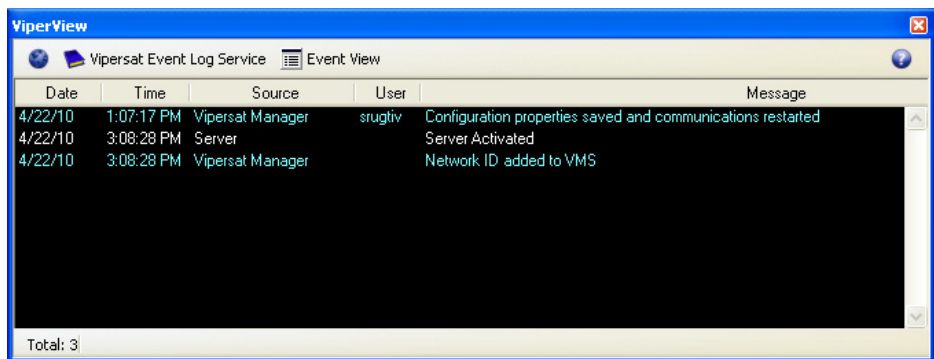 ViperView
Vipersat Event Log Service Event View
Date Time Source User Message
4/22/10 1:07:17 PM Vipersat Manager srugtiv Configuration properties saved and communications restarted
4/22/10 3:08:28 PM Server Server Activated
4/22/10 3:08:28 PM Vipersat Manager Network ID added to VMS
Total: 3